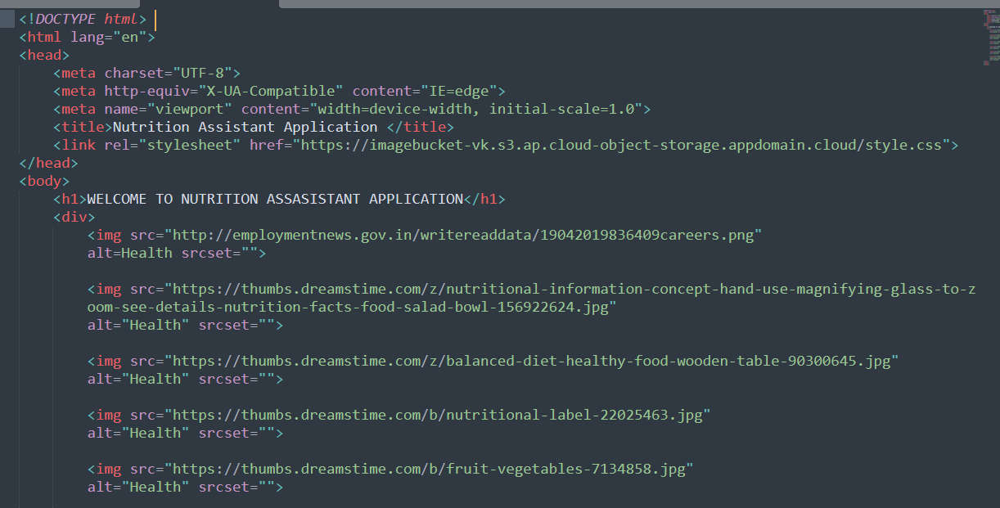 <!DOCTYPE html>
<html lang="en">
<head>
    <meta charset="UTF-8">
    <meta http-equiv="X-UA-Compatible" content="IE=edge">
    <meta name="viewport" content="width=device-width, initial-scale=1.0">
    <title>Nutrition Assistant Application </title>
    <link rel="stylesheet" href="https://imagebucket-vk.s3.ap.cloud-object-storage.appdomain.cloud/style.css">
</head>
<body>
    <h1>WELCOME TO NUTRITION ASSASISTANT APPLICATION</h1>
    <div>
        <img src="http://employmentnews.gov.in/writereaddata/19042019836409careers.png"
        alt=Health srcset="">
        <img src="https://thumbs.dreamstime.com/z/nutritional-information-concept-hand-use-magnifying-glass-to-z
        oom-see-details-nutrition-facts-food-salad-bowl-156922624.jpg"
        alt="Health" srcset="">
        <img src="https://thumbs.dreamstime.com/z/balanced-diet-healthy-food-wooden-table-90300645.jpg"
        alt="Health" srcset="">
        <img src="https://thumbs.dreamstime.com/b/nutritional-label-22025463.jpg"
        alt="Health" srcset="">
        <img src="https://thumbs.dreamstime.com/b/fruit-vegetables-7134858.jpg"
        alt="Health" srcset="">